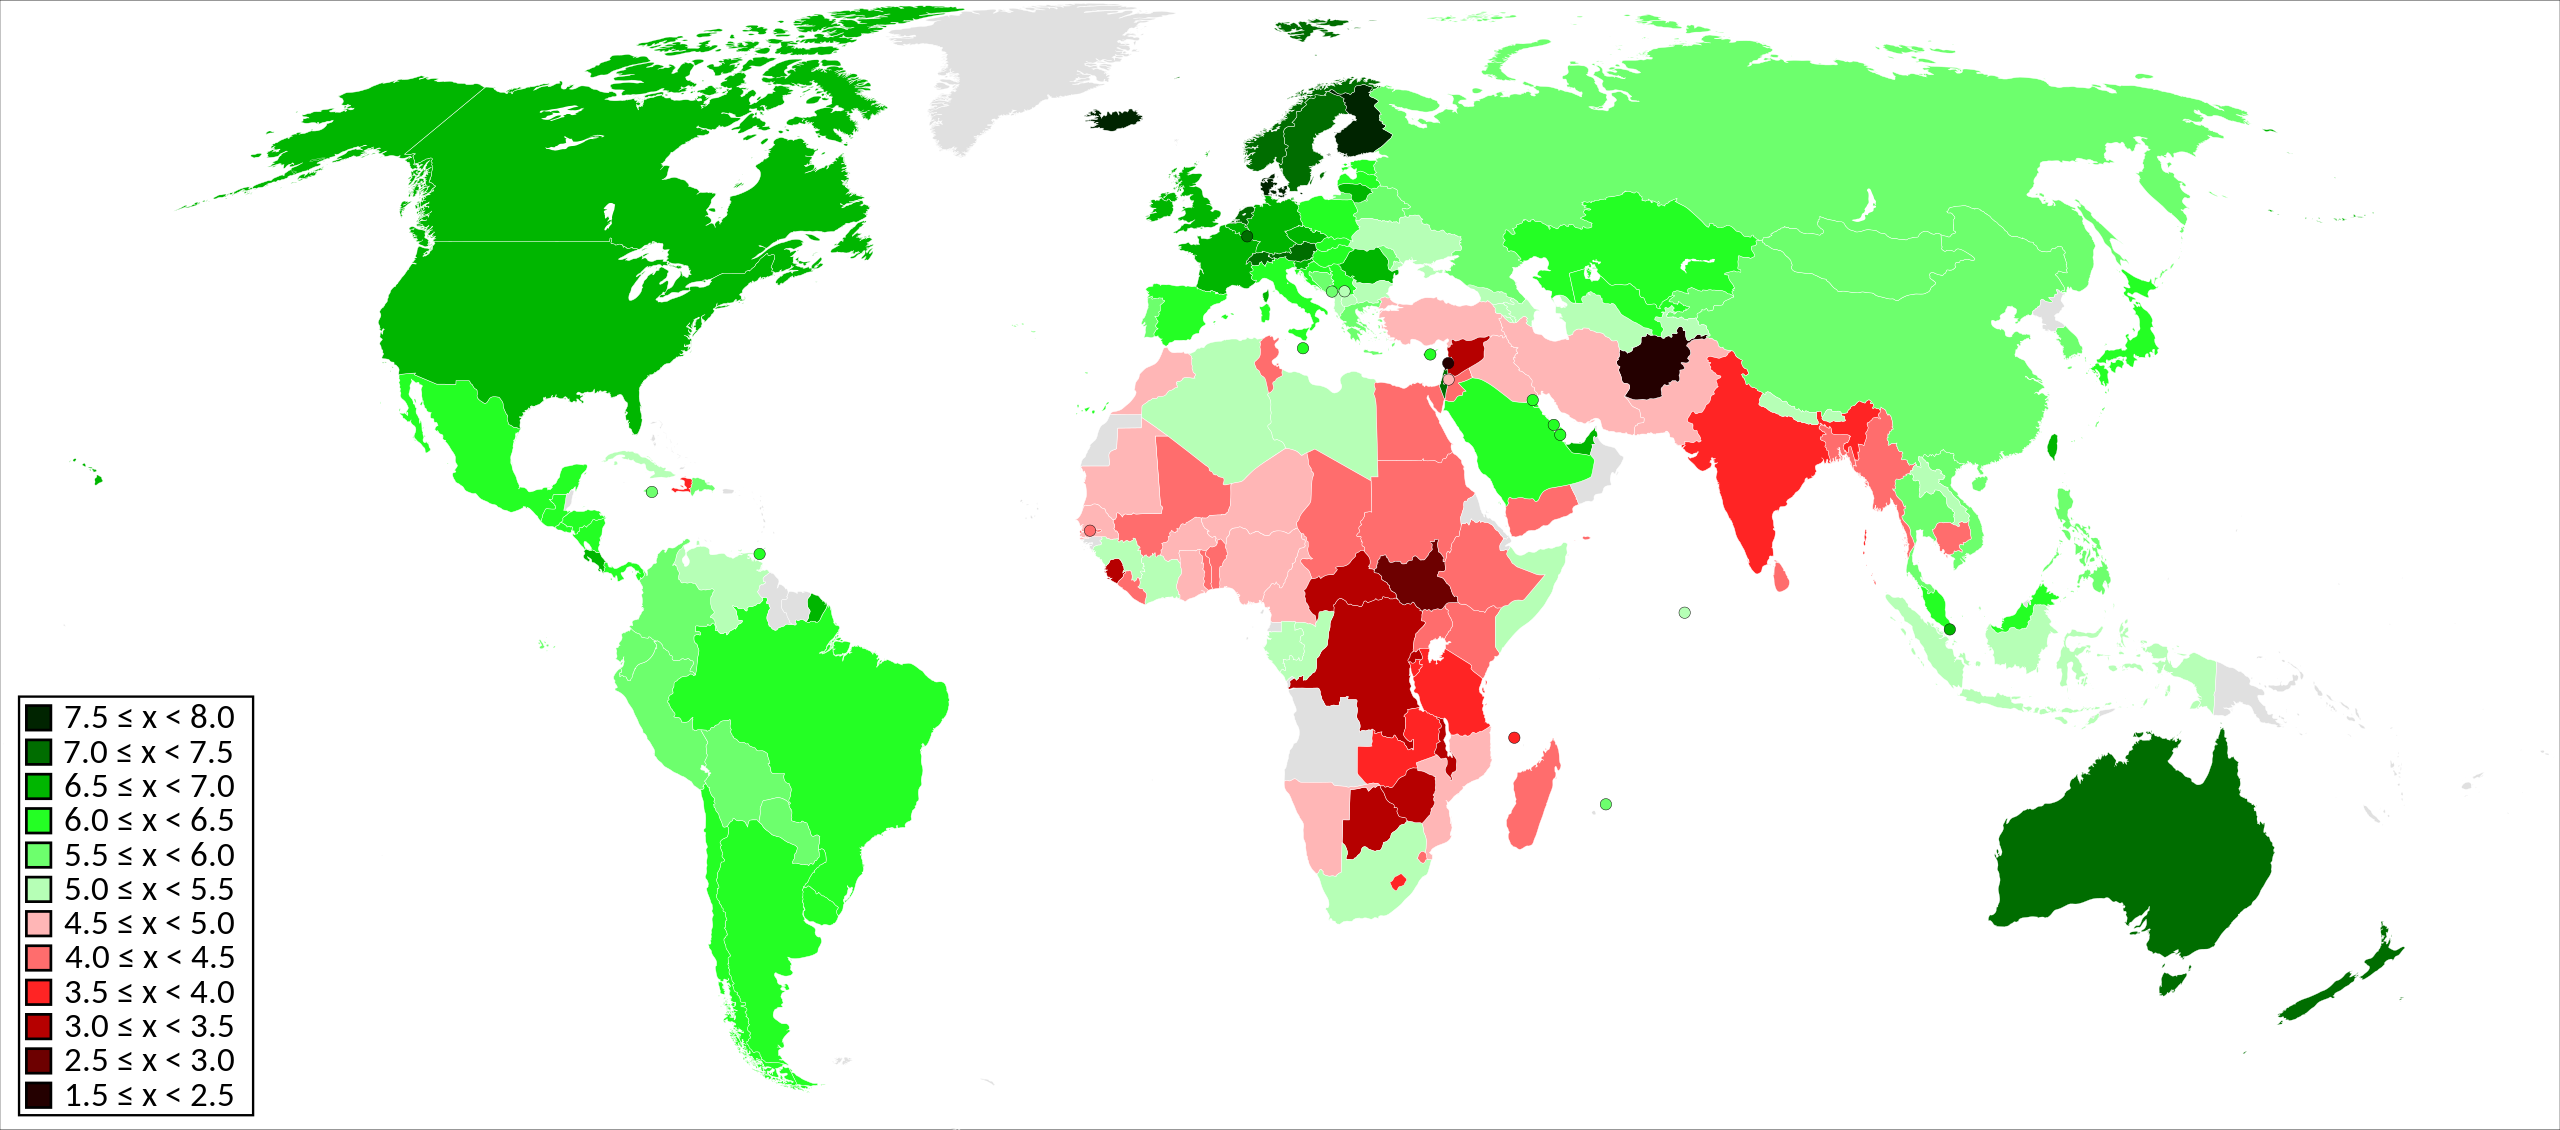 7.5 ≤ x < 8.0
7.0 ≤ x < 7.5
6.5 ≤ x < 7.0
6.0 ≤ x < 6.5
5.5 ≤ x < 6.0
5.0 ≤ x < 5.5
4.5 ≤ x < 5.0
4.0 ≤ x < 4.5
3.5 ≤ x < 4.0
3.0 ≤ x < 3.5
2.5 ≤ x < 3.0
1.5 ≤ x < 2.5